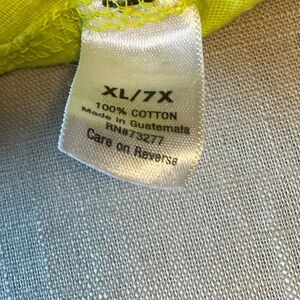 XL/7X
100% COTTON
Made in Guatemala
RN#73277
Care on Reverse